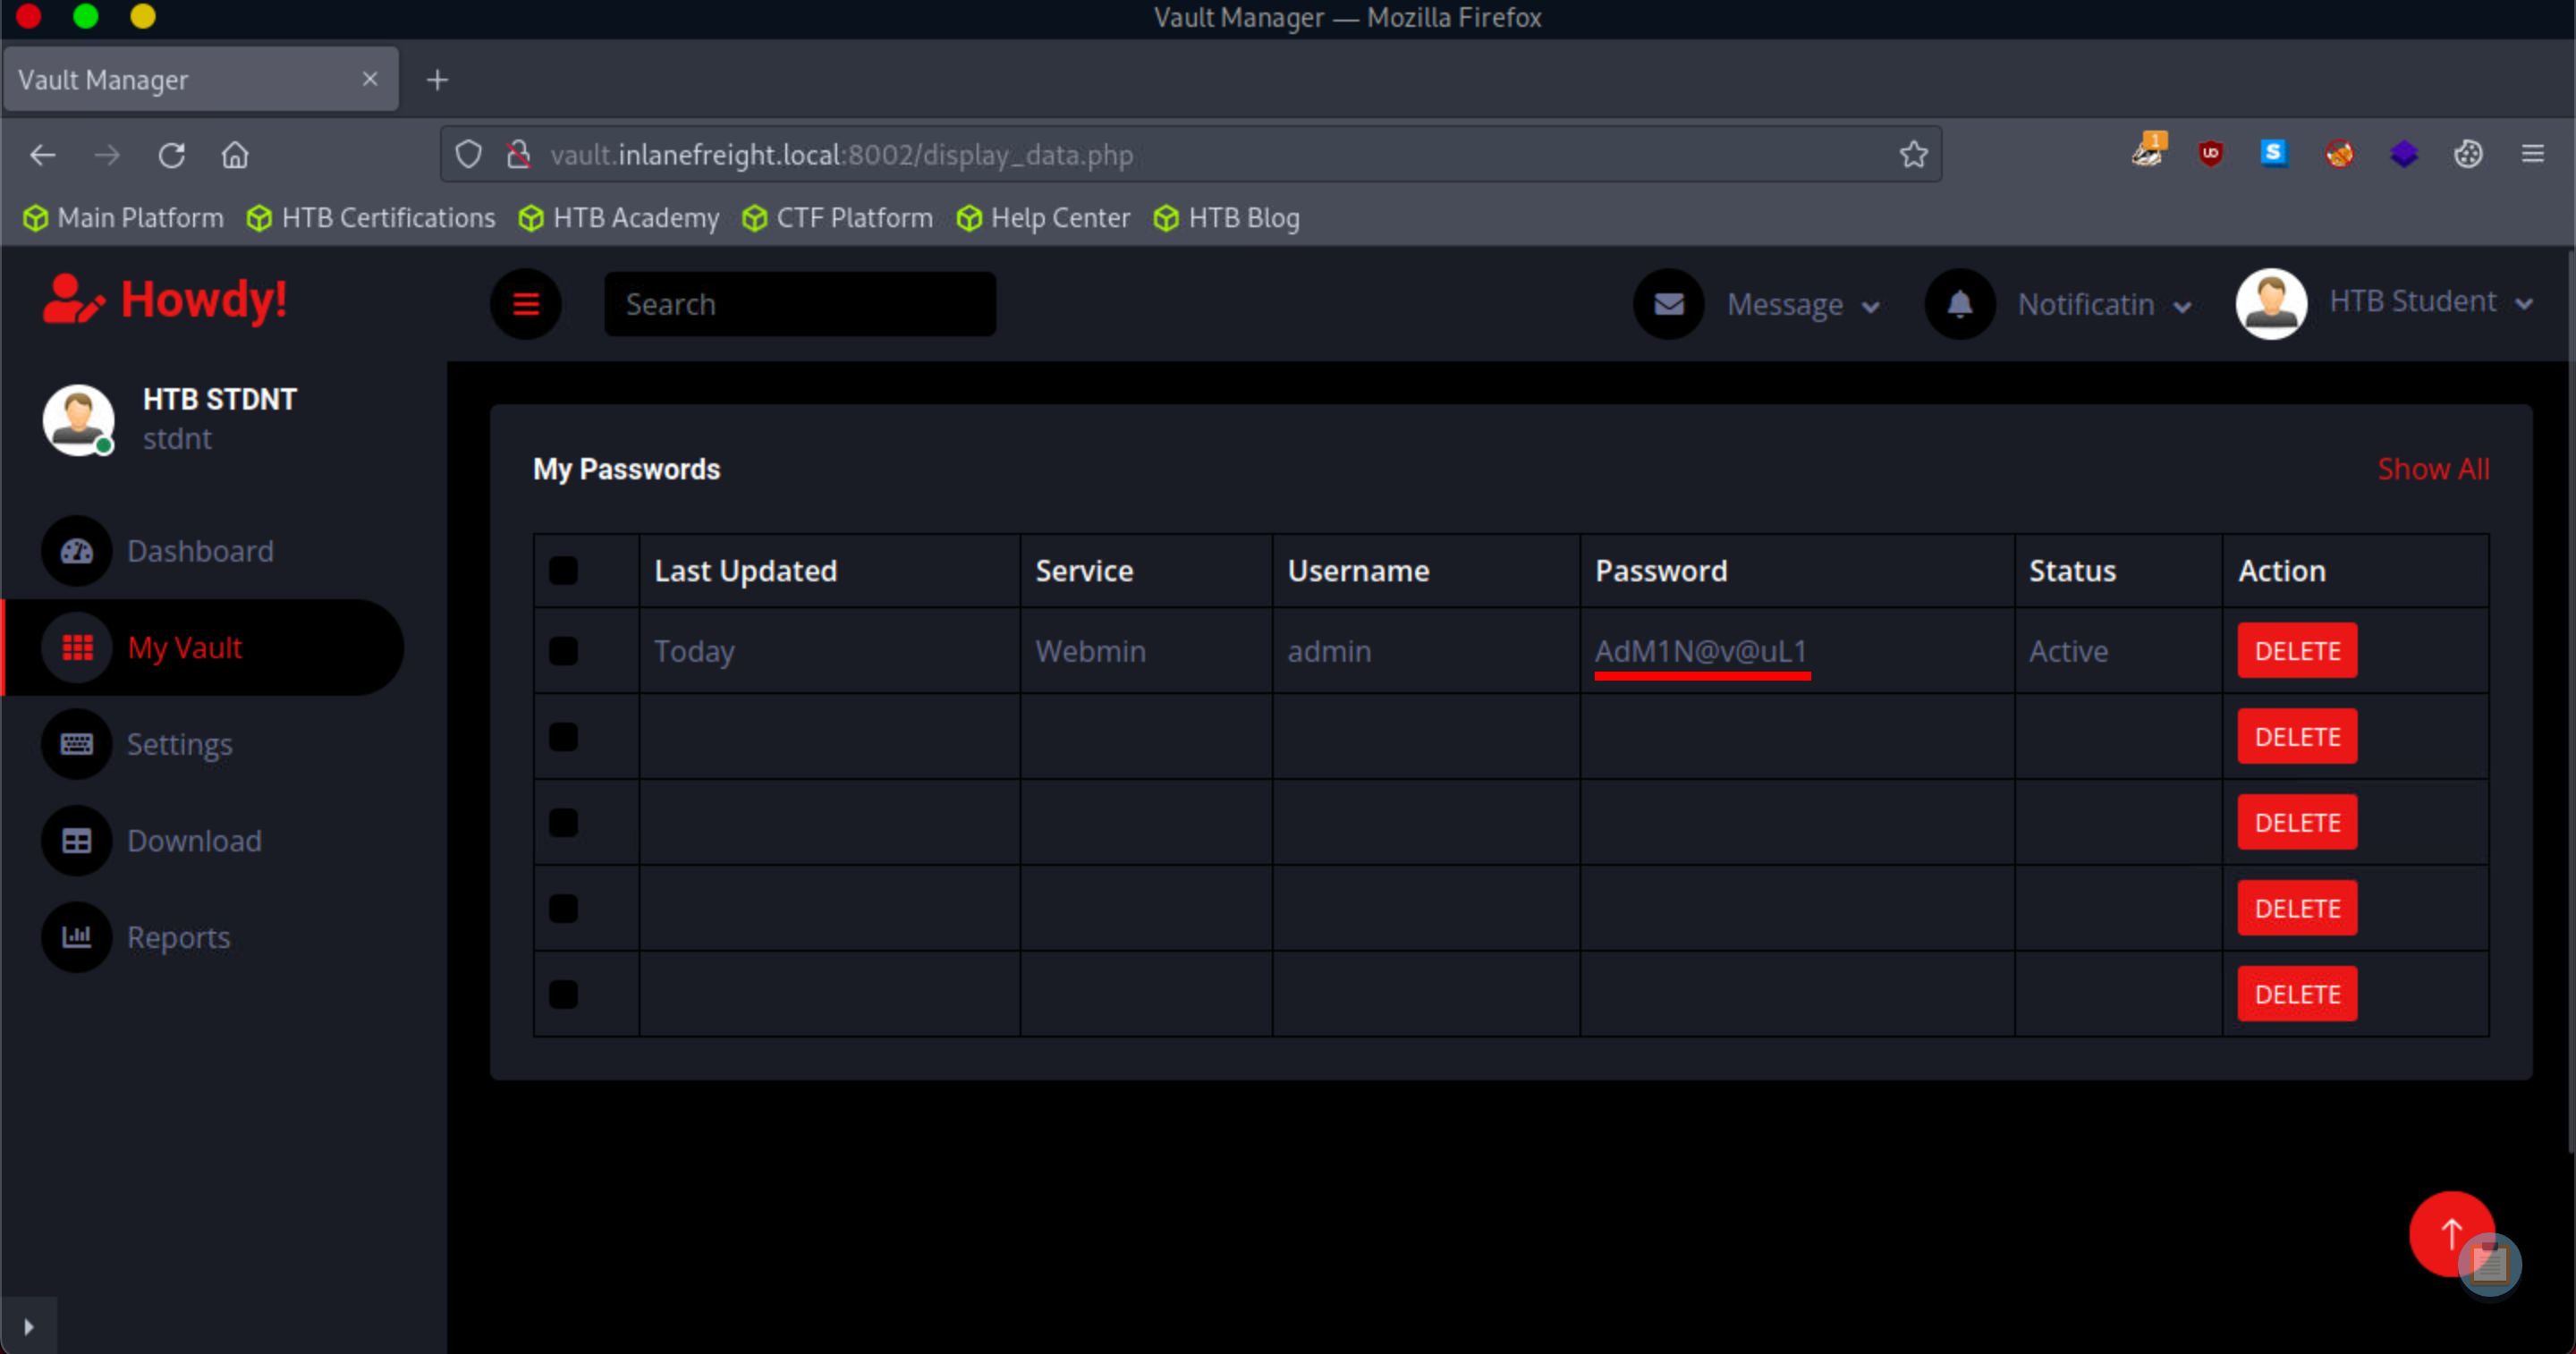 Vault Manager — Mozilla Firefox
Vault Manager
vault.inlanefreight.local:8002/display_data.php
1
UD
S
Main Platform HTB Certifications HTB Academy CTF Platform Help Center HTB Blog
Howdy!
Search
Message
Notificatin
HTB Student
HTB STDNT
stdnt
Dashboard
My Vault
Settings
Download
Reports
My Passwords
Show All
Last Updated Service Username Password Status Action
Today Webmin admin AdM1N@v@uL1 Active DELETE
DELETE
DELETE
DELETE
DELETE